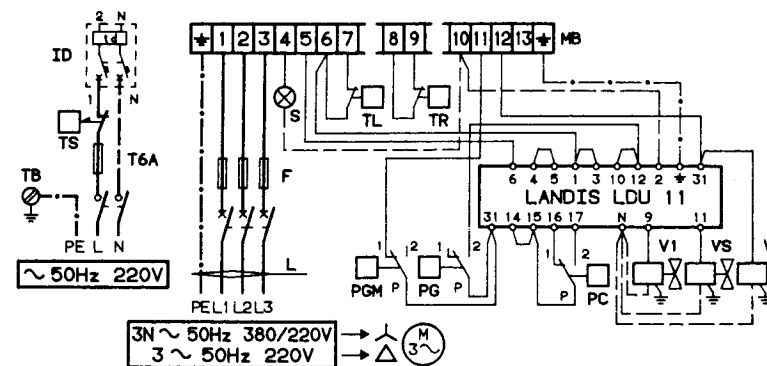 2 N
ID
I d
1 N
TS
T6A
TB
PE L N
∼ 50Hz 220V
1 2 3 4 5 6 7 8 9 10 11 12 13 MB
S
TL
TR
F
L
PE L1 L2 L3
3N ∼ 50Hz 380/220V
3 ∼ 50Hz 220V
M
3∼
6 4 5 1 3 10 12 2 31
LANDIS LDU 11
31 14 15 16 17 N 9 11
1 2
P
PGM
1 2
P
PG
1 2
P
PC
V1
VS
V